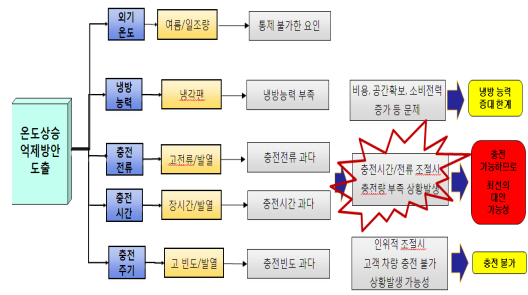 온도상승
억제방안
도출
외기
온도
여름/일조량
통제 불가한 요인
냉방
능력
냉각팬
냉방능력 부족
비용, 공간확보, 소비전력
증가 등 문제
냉방 능력
증대 한계
충전
전류
고전류/발열
충전전류 과다
충전시간/전류 조절시
충전량 부족 상황발생
충전
가능하므로
최선의
대안
가능성
충전
시간
장시간/발열
충전시간 과다
충전
주기
고 빈도/발열
충전빈도 과다
인위적 조절시
고객 차량 충전 불가
상황발생 가능성
충전 불가